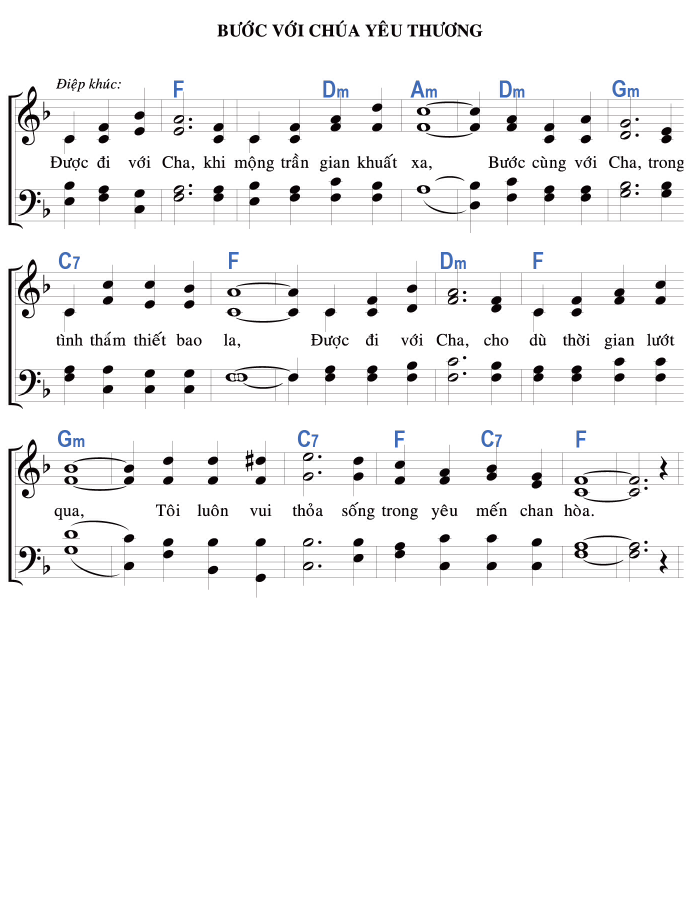 BƯỚC VỚI CHÚA YÊU THƯƠNG
Điệp khúc:
F Dm Am Dm Gm
Được đi với Cha, khi mộng trần gian khuất xa, Bước cùng với Cha, trong
C7 F Dm F
tình thắm thiết bao la, Được đi với Cha, cho dù thời gian lướt
Gm C7 F C7 F
qua, Tôi luôn vui thỏa sống trong yêu mến chan hòa.